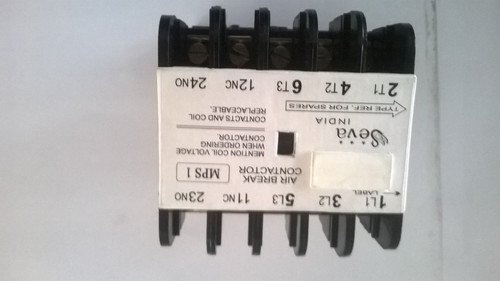 1L1 3L2 5L3 11NC 23NO
LABEL
AIR BREAK
CONTACTOR
MPS 1
Seva
INDIA
MENTION COIL VOLTAGE
WHEN ORDERING
CONTACTOR.
TYPE REF. FOR SPARES
CONTACTS AND COIL
REPLACEABLE.
2T1 4T2 6T3 12NC 24NO